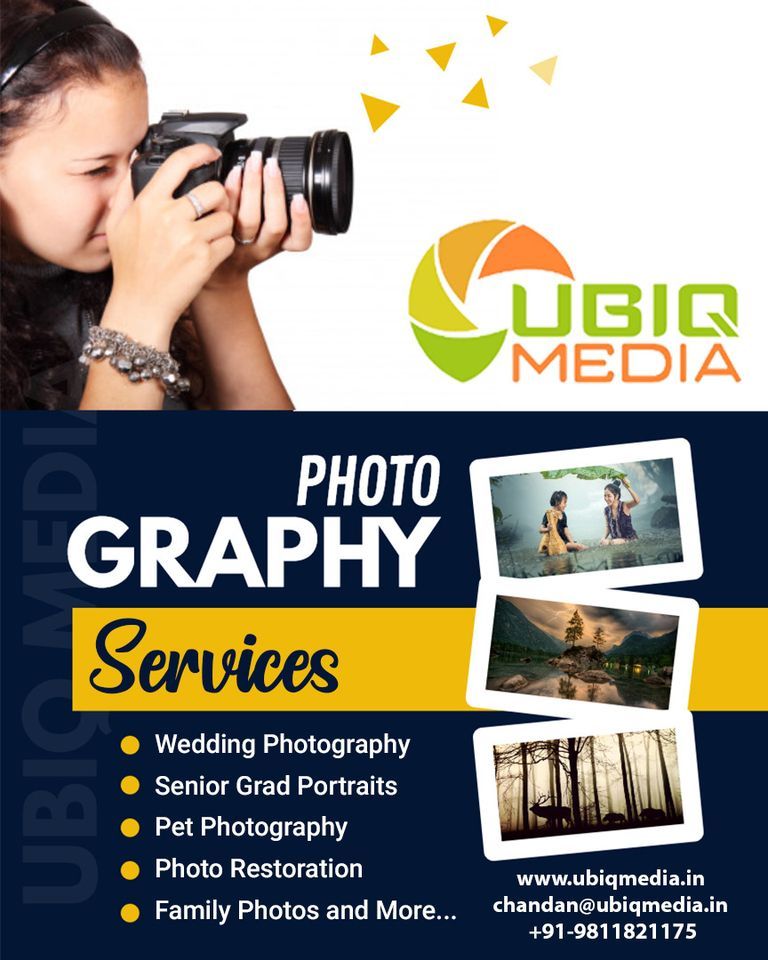 UBIQ
MEDIA
PHOTO
GRAPHY
Services
Wedding Photography
Senior Grad Portraits
Pet Photography
Photo Restoration
Family Photos and More...
www.ubiqmedia.in
chandan@ubiqmedia.in
+91-9811821175
UBIQ MEDIA